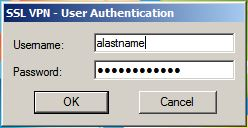 SSL VPN - User Authentication
Username: alastname
Password: ●●●●●●●●●●●●
OK Cancel